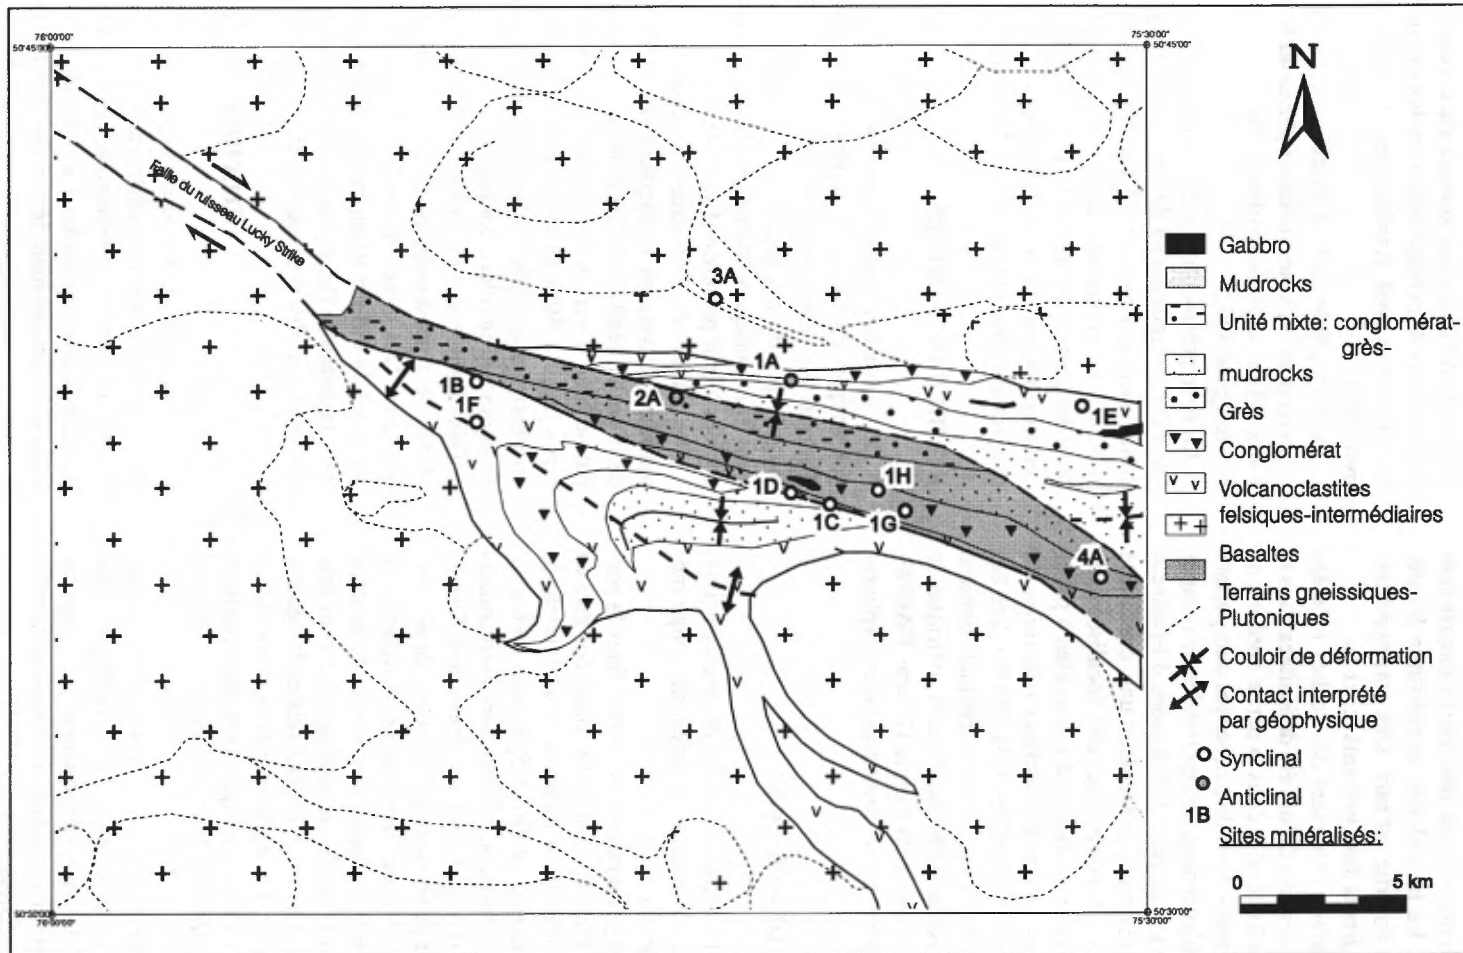 76°00'00"
75°30'00"
50°45'00"
50°45'00"
N
Faille du ruisseau Lucky Strike
3A
1A
1B
2A
1E
1F
1H
1D
1C
1G
4A
Gabbro
Mudrocks
Unité mixte: conglomérat-
grès-
mudrocks
Grès
Conglomérat
Volcanoclastites
felsiques-intermédiaires
Basaltes
Terrains gneissiques-
Plutoniques
Couloir de déformation
Contact interprété
par géophysique
Synclinal
Anticlinal
1B
Sites minéralisés:
0 5 km
50°30'00"
76°00'00"
50°30'00"
75°30'00"